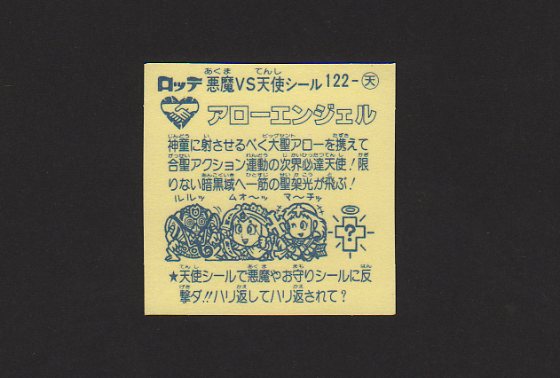 ロッテ 悪魔VS天使シール 122-天
アローエンジェル
神童に射させるべく大聖アローを携えて
合聖アクション運動の次界必達天使！限
りない暗黒域へ一筋の聖架光が飛ぶ！
ルルッ ムオ〜ッ マ〜チッ
?
★天使シールで悪魔やお守りシールに反
撃ダ!!ハリ返してハリ返されて？